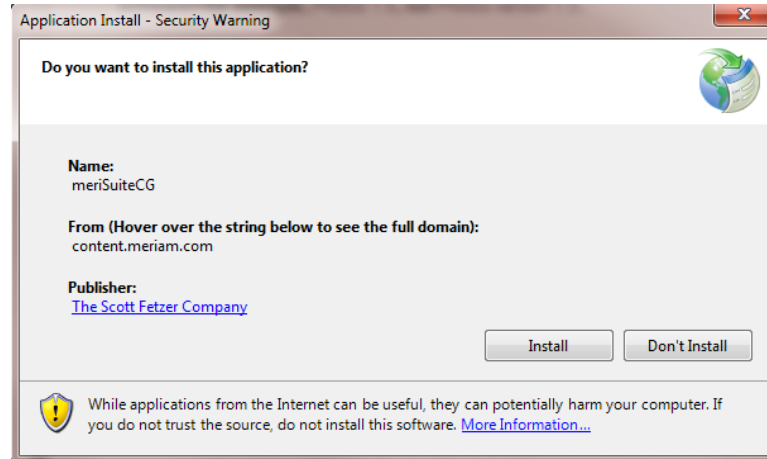 Application Install - Security Warning
Do you want to install this application?
Name:
meriSuiteCG
From (Hover over the string below to see the full domain):
content.meriam.com
Publisher:
The Scott Fetzer Company
Install
Don't Install
While applications from the Internet can be useful, they can potentially harm your computer. If
you do not trust the source, do not install this software. More Information...